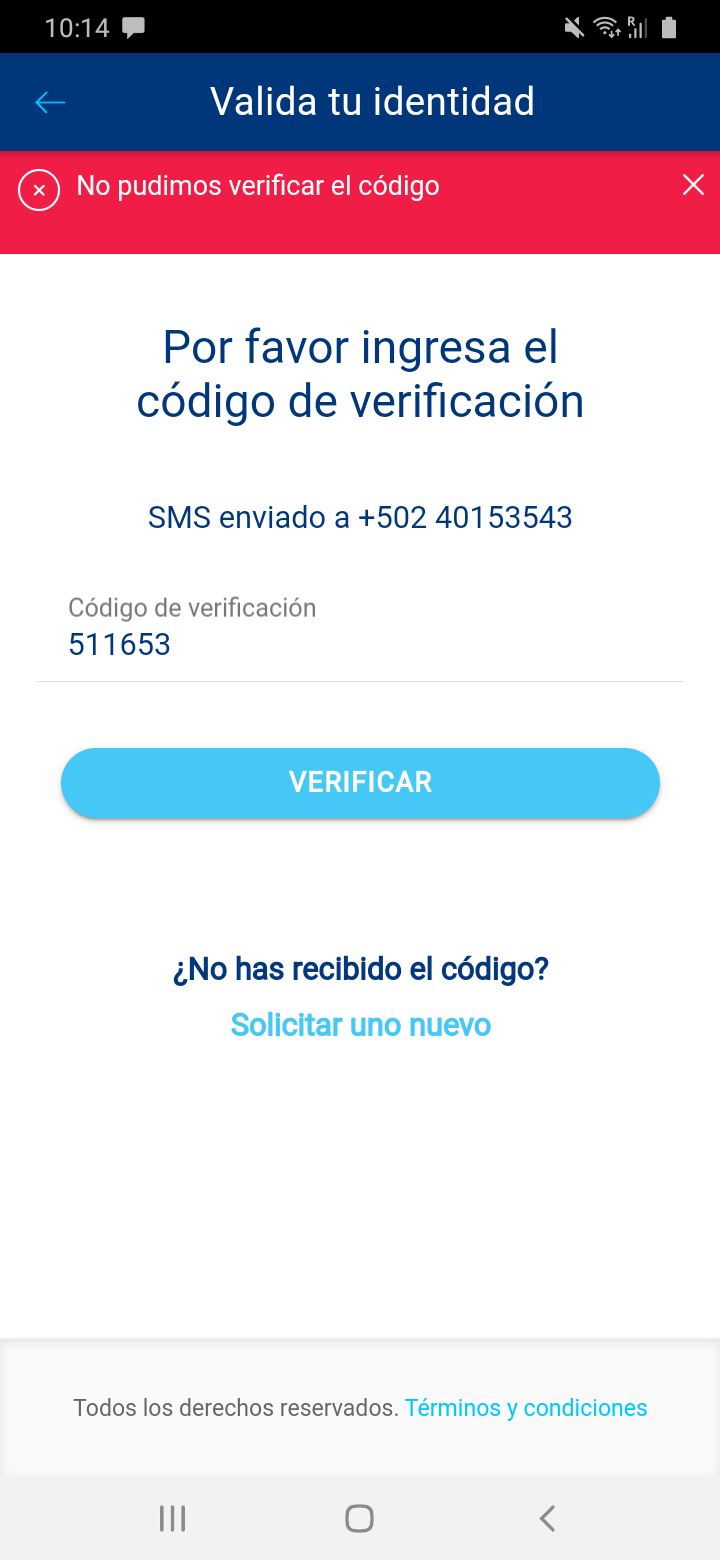 10:14
R
Valida tu identidad
No pudimos verificar el código
Por favor ingresa el
código de verificación
SMS enviado a +502 40153543
Código de verificación
511653
VERIFICAR
¿No has recibido el código?
Solicitar uno nuevo
Todos los derechos reservados. Términos y condiciones